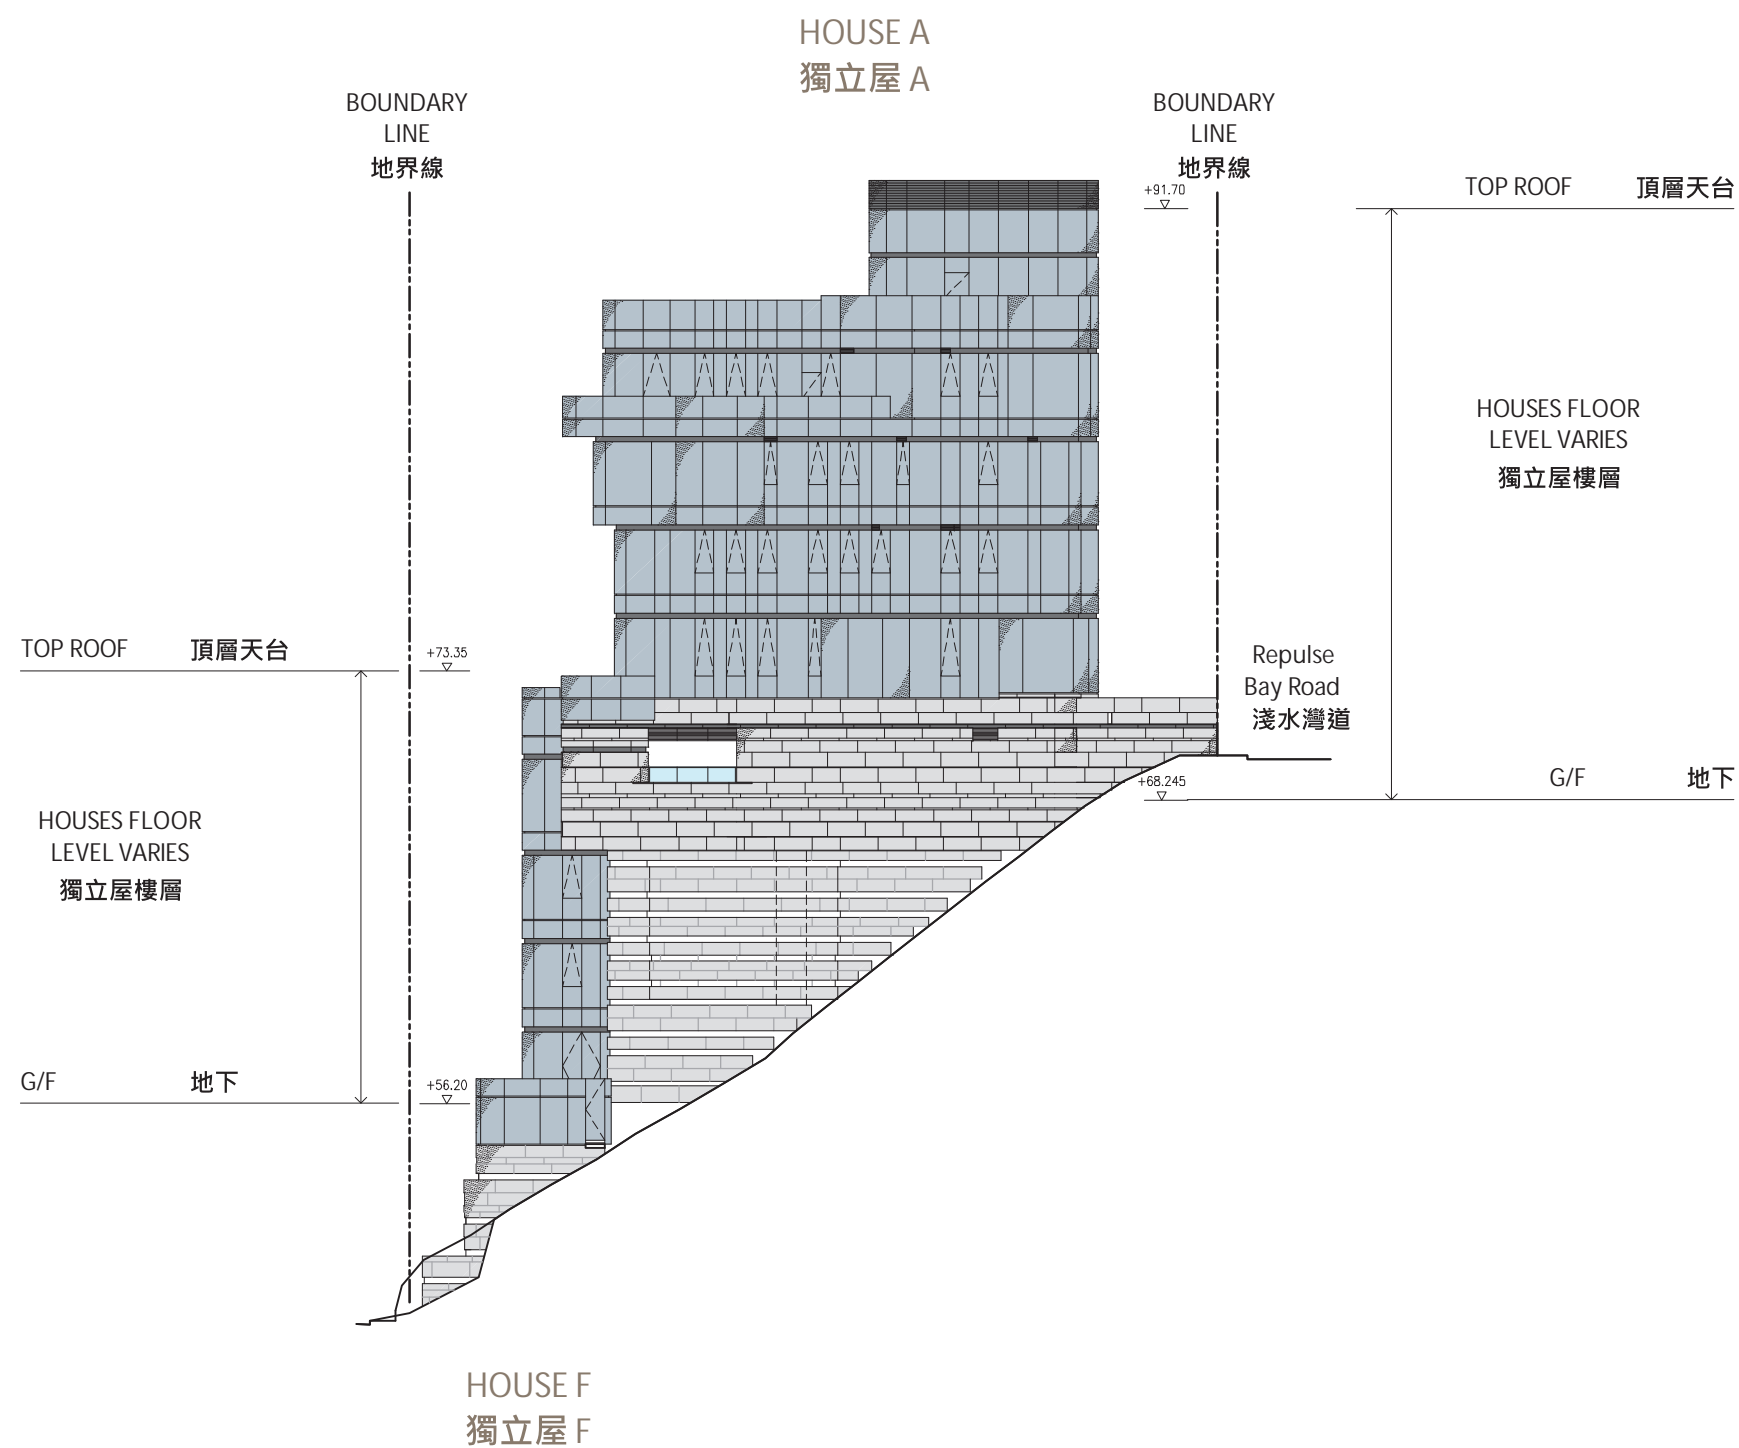 HOUSE A
獨立屋 A
BOUNDARY
LINE
地界線
BOUNDARY
LINE
地界線
+91.70
TOP ROOF 頂層天台
HOUSES FLOOR
LEVEL VARIES
獨立屋樓層
TOP ROOF 頂層天台
+73.35
Repulse
Bay Road
淺水灣道
+68.245
G/F 地下
HOUSES FLOOR
LEVEL VARIES
獨立屋樓層
G/F 地下
+56.20
HOUSE F
獨立屋 F